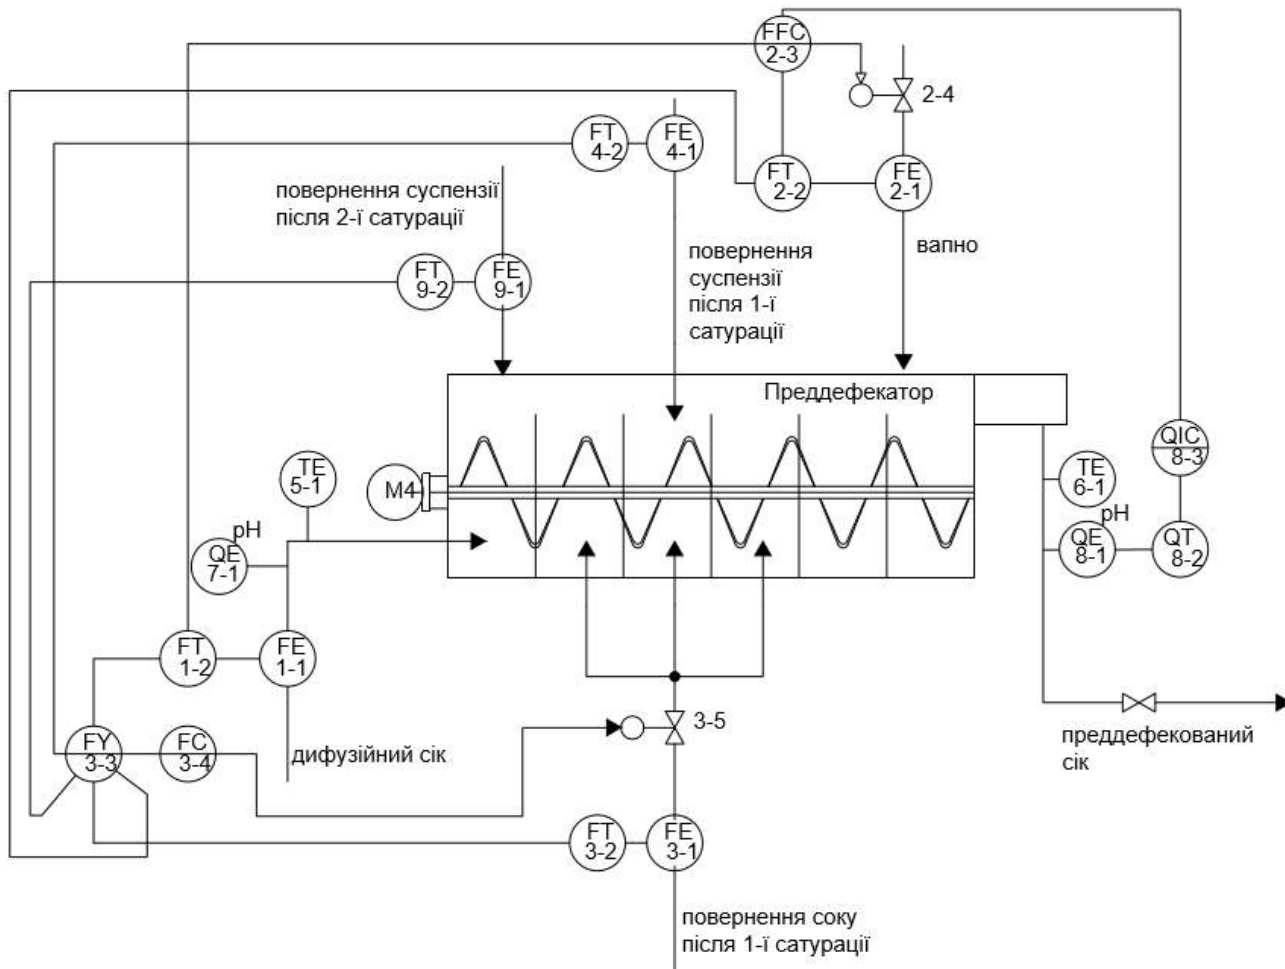 FFC
2-3
2-4
FT
4-2
FE
4-1
FT
2-2
FE
2-1
повернення суспензії
після 2-ї сатурації
повернення
суспензії
після 1-ї
сатурації
вапно
FT
9-2
FE
9-1
Преддефекатор
TE
5-1
M4
QIC
8-3
TE
6-1
pH
QE
7-1
pH
QE
8-1
QT
8-2
FT
1-2
FE
1-1
3-5
FY
3-3
FC
3-4
дифузійний сік
преддефекований
сік
FT
3-2
FE
3-1
повернення соку
після 1-ї сатурації